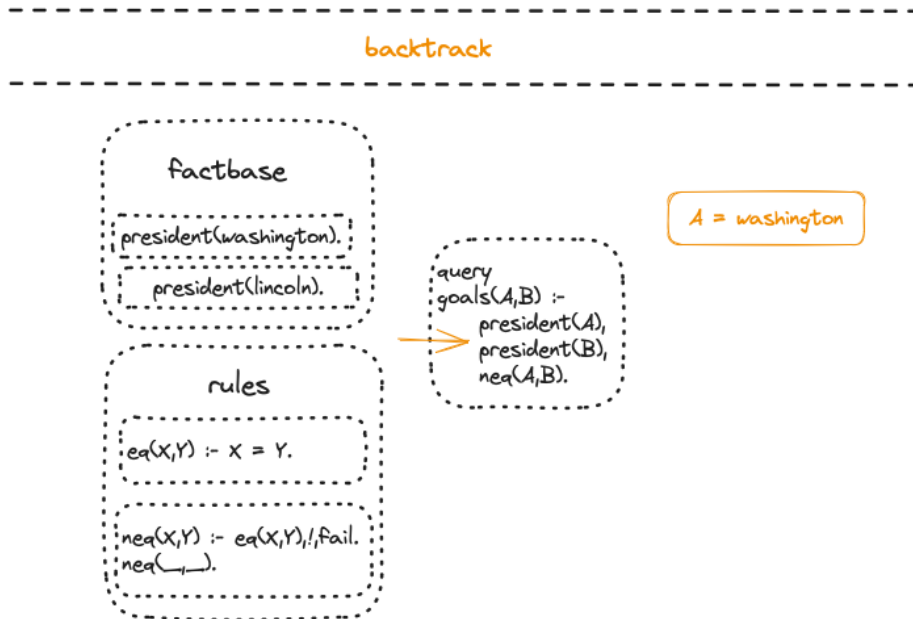 backtrack
factbase
president(washington).
president(lincoln).
rules
eq(X,Y) :- X = Y.
neq(X,Y) :- eq(X,Y),!,fail.
neq(_,_).
query
goals(A,B) :-
president(A),
president(B),
neq(A,B).
A = washington